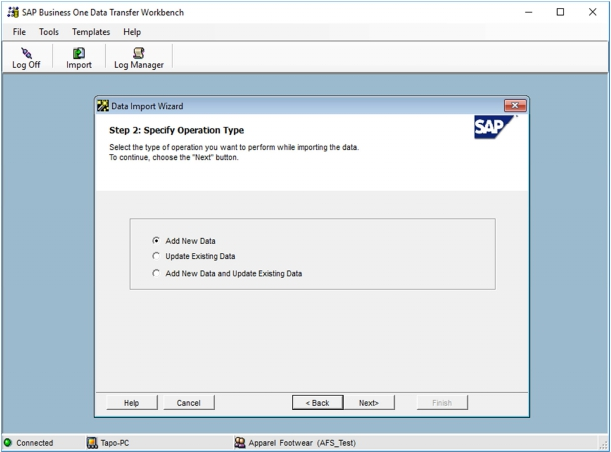 SAP Business One Data Transfer Workbench
File Tools Templates Help
Log Off Import Log Manager
Data Import Wizard
Step 2: Specify Operation Type
SAP
Select the type of operation you want to perform while importing the data.
To continue, choose the "Next" button.
Add New Data
Update Existing Data
Add New Data and Update Existing Data
Help Cancel < Back Next> Finish
Connected Tapo-PC Apparel Footwear (AFS_Test)